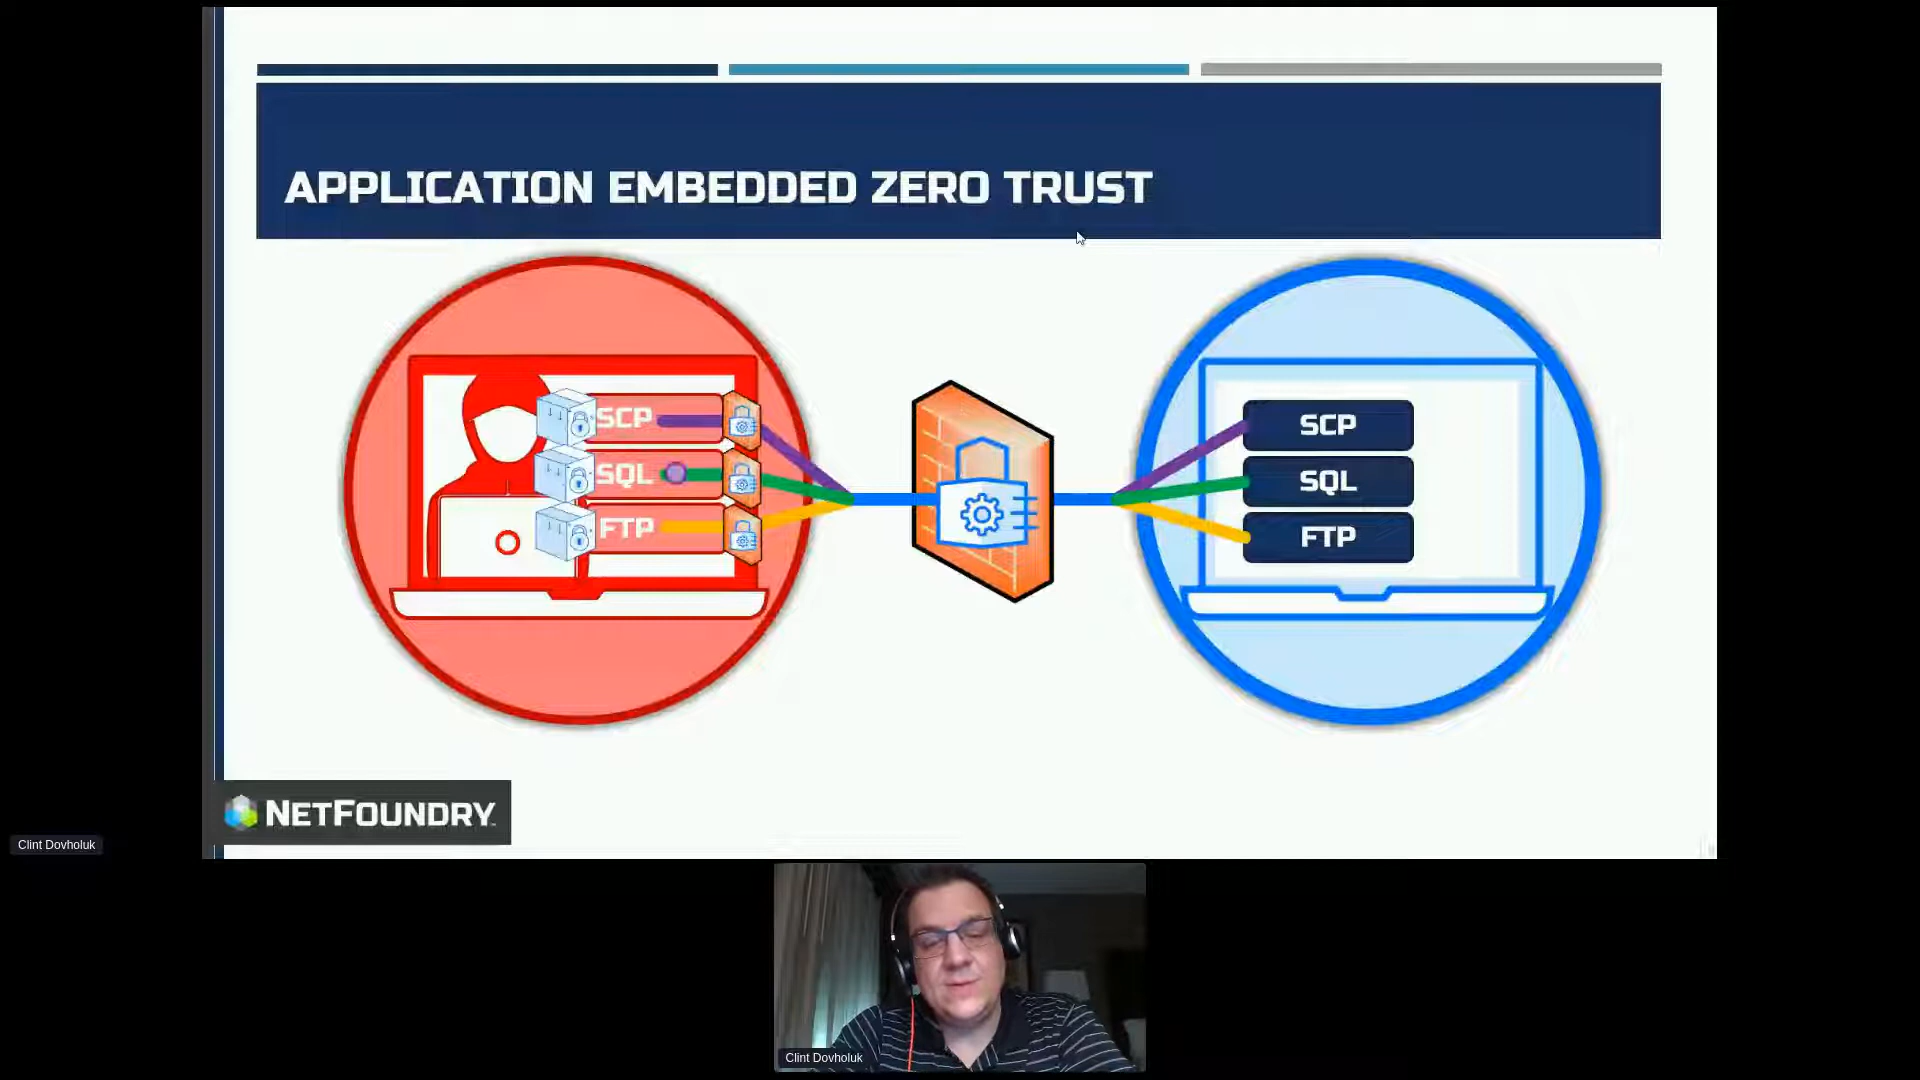 APPLICATION EMBEDDED ZERO TRUST
SCP
SQL
FTP
SCP
SQL
FTP
NETFOUNDRY
Clint Dovholuk
Clint Dovholuk